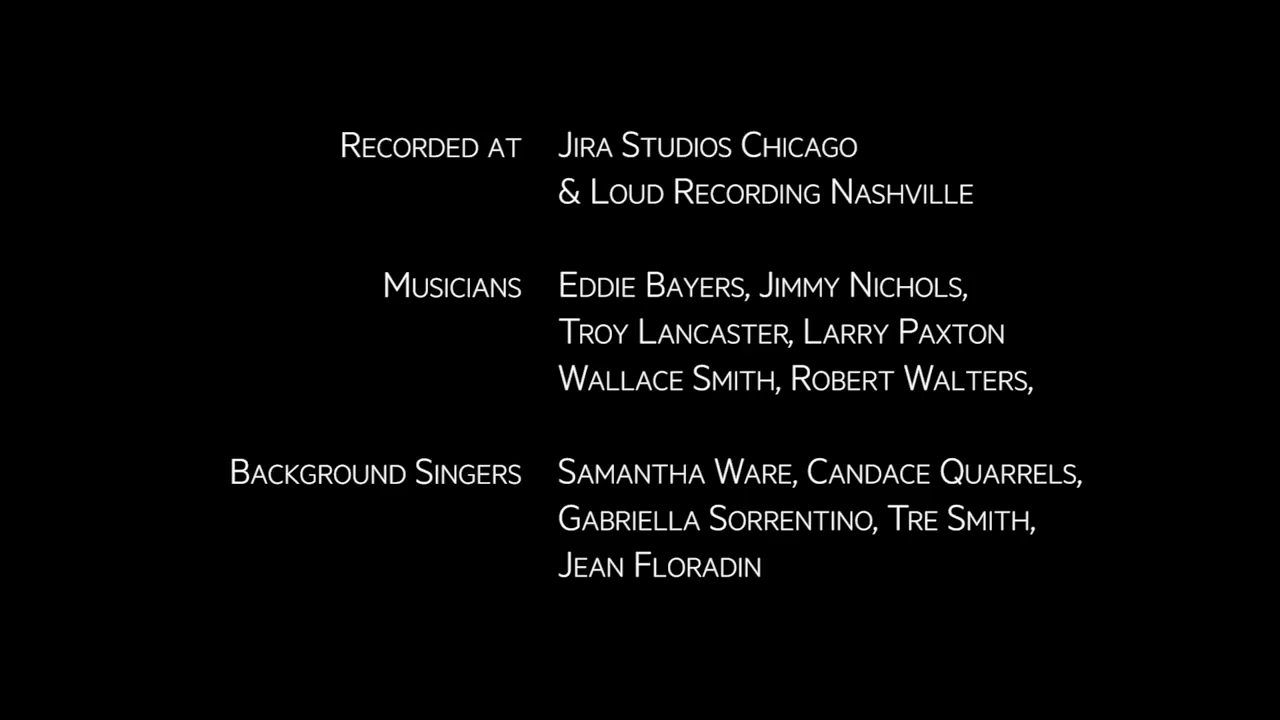 Recorded at Jira Studios Chicago
& Loud Recording Nashville
Musicians Eddie Bayers, Jimmy Nichols,
Troy Lancaster, Larry Paxton
Wallace Smith, Robert Walters,
Background Singers Samantha Ware, Candace Quarrels,
Gabriella Sorrentino, Tre Smith,
Jean Floradin